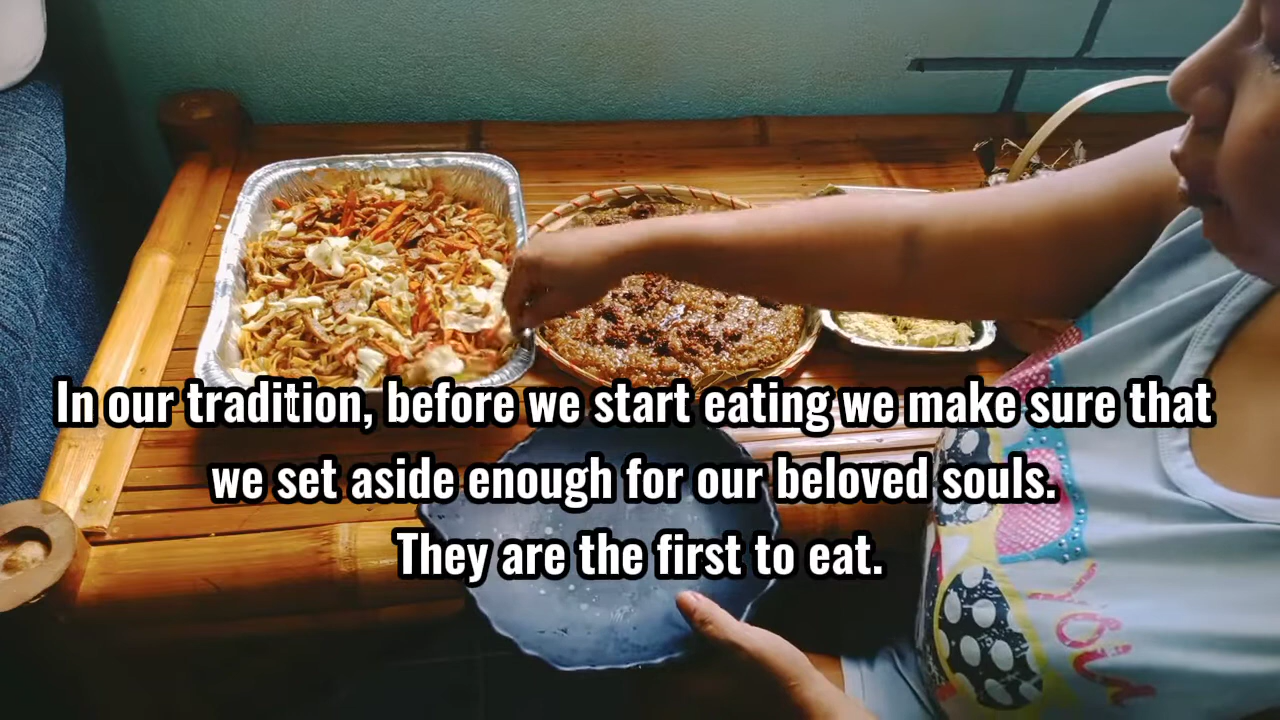 In our tradition, before we start eating we make sure that
we set aside enough for our beloved souls.
They are the first to eat.
You